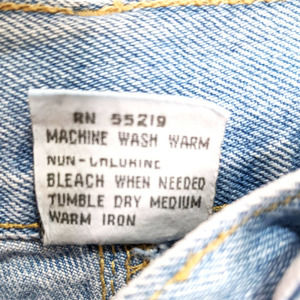 RN 55219
MACHINE WASH WARM
NON-CHLORINE
BLEACH WHEN NEEDED
TUMBLE DRY MEDIUM
WARM IRON